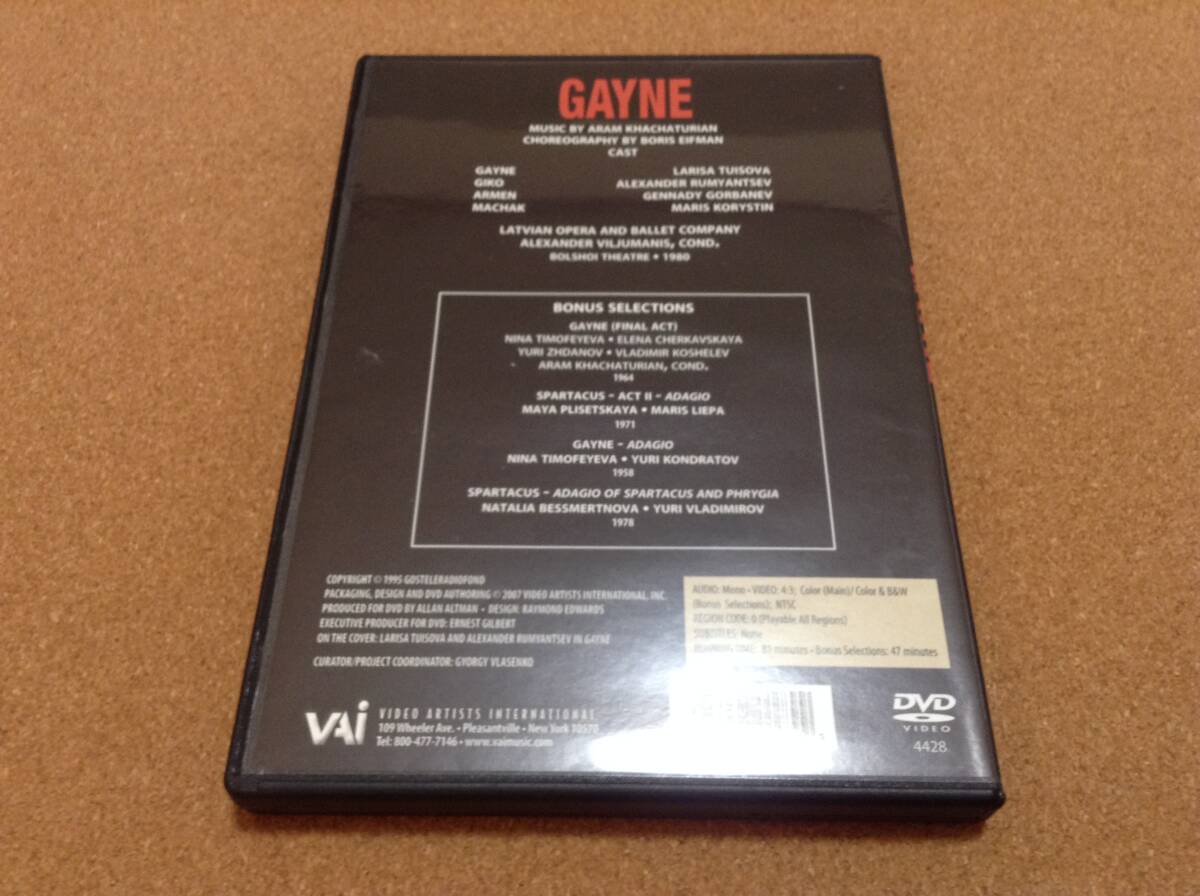 GAYNE
MUSIC BY ARAM KHACHATURIAN
CHOREOGRAPHY BY BORIS EIFMAN
CAST
GAYNE LARISA TUISOVA
GIKO ALEXANDER RUMYANTSEV
ARMEN GENNADY GORBANEV
MACHAK MARIS KORYSTIN
LATVIAN OPERA AND BALLET COMPANY
ALEXANDER VILJUMANIS, COND.
BOLSHOI THEATRE • 1980
BONUS SELECTIONS
GAYNE (FINAL ACT)
NINA TIMOFEYEVA • ELENA CHERKAVSKAYA
YURI ZHDANOV • VLADIMIR KOSHELEV
ARAM KHACHATURIAN, COND.
1964
SPARTACUS – ACT II – ADAGIO
MAYA PLISETSKAYA • MARIS LIEPA
1971
GAYNE – ADAGIO
NINA TIMOFEYEVA • YURI KONDRATOV
1958
SPARTACUS – ADAGIO OF SPARTACUS AND PHRYGIA
NATALIA BESSMERTNOVA • YURI VLADIMIROV
1978
COPYRIGHT © 1995 GOSTELERADIOFOND
PACKAGING, DESIGN AND DVD AUTHORING © 2007 VIDEO ARTISTS INTERNATIONAL, INC.
PRODUCED FOR DVD BY ALLAN ALTMAN • DESIGN: RAYMOND EDWARDS
EXECUTIVE PRODUCER FOR DVD: ERNEST GILBERT
ON THE COVER: LARISA TUISOVA AND ALEXANDER RUMYANTSEV IN GAYNE
CURATOR/PROJECT COORDINATOR: GYORGY VLASENKO
AUDIO: Mono • VIDEO: 4:3; Color (Main)/ Color & B&W
(Bonus Selections); NTSC
REGION CODE: 0 (Playable All Regions)
SUBTITLES: None
RUNNING TIME: 83 minutes • Bonus Selections: 47 minutes
VAI VIDEO ARTISTS INTERNATIONAL
109 Wheeler Ave. • Pleasantville • New York 10570
Tel: 800-477-7146 • www.vaimusic.com
DVD
VIDEO
4428